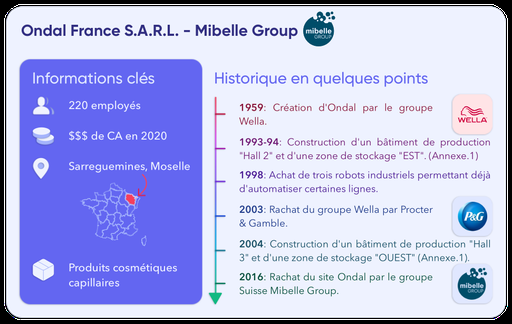 Ondal France S.A.R.L. - Mibelle Group
mibelle
GROUP
Informations clés
220 employés
$$$ de CA en 2020
Sarreguemines, Moselle
Produits cosmétiques
capillaires
Historique en quelques points
1959: Création d'Ondal par le groupe
Wella.
WELLA
1993-94: Construction d'un bâtiment de production
"Hall 2" et d'une zone de stockage "EST". (Annexe.1)
1998: Achat de trois robots industriels permettant déjà
d'automatiser certaines lignes.
2003: Rachat du groupe Wella par Procter
& Gamble.
P&G
2004: Construction d'un bâtiment de production "Hall
3" et d'une zone de stockage "OUEST" (Annexe.1).
2016: Rachat du site Ondal par le groupe
Suisse Mibelle Group.
mibelle
GROUP